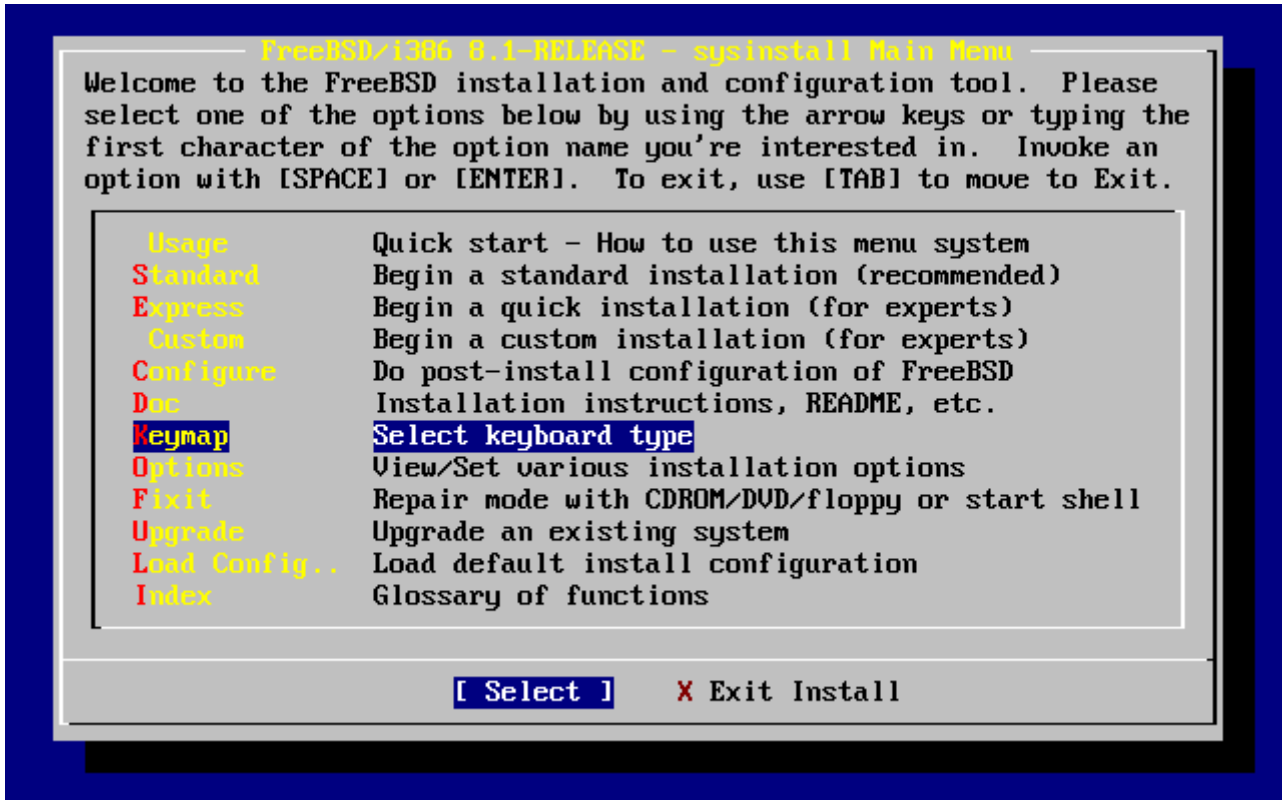 FreeBSD/i386 8.1-RELEASE - sysinstall Main Menu
Welcome to the FreeBSD installation and configuration tool.  Please
select one of the options below by using the arrow keys or typing the
first character of the option name you're interested in.  Invoke an
option with [SPACE] or [ENTER].  To exit, use [TAB] to move to Exit.
Usage Quick start - How to use this menu system
Standard Begin a standard installation (recommended)
Express Begin a quick installation (for experts)
Custom Begin a custom installation (for experts)
Configure Do post-install configuration of FreeBSD
Doc Installation instructions, README, etc.
Keymap Select keyboard type
Options View/Set various installation options
Fixit Repair mode with CDROM/DVD/floppy or start shell
Upgrade Upgrade an existing system
Load Config.. Load default install configuration
Index Glossary of functions
[ Select ] X Exit Install